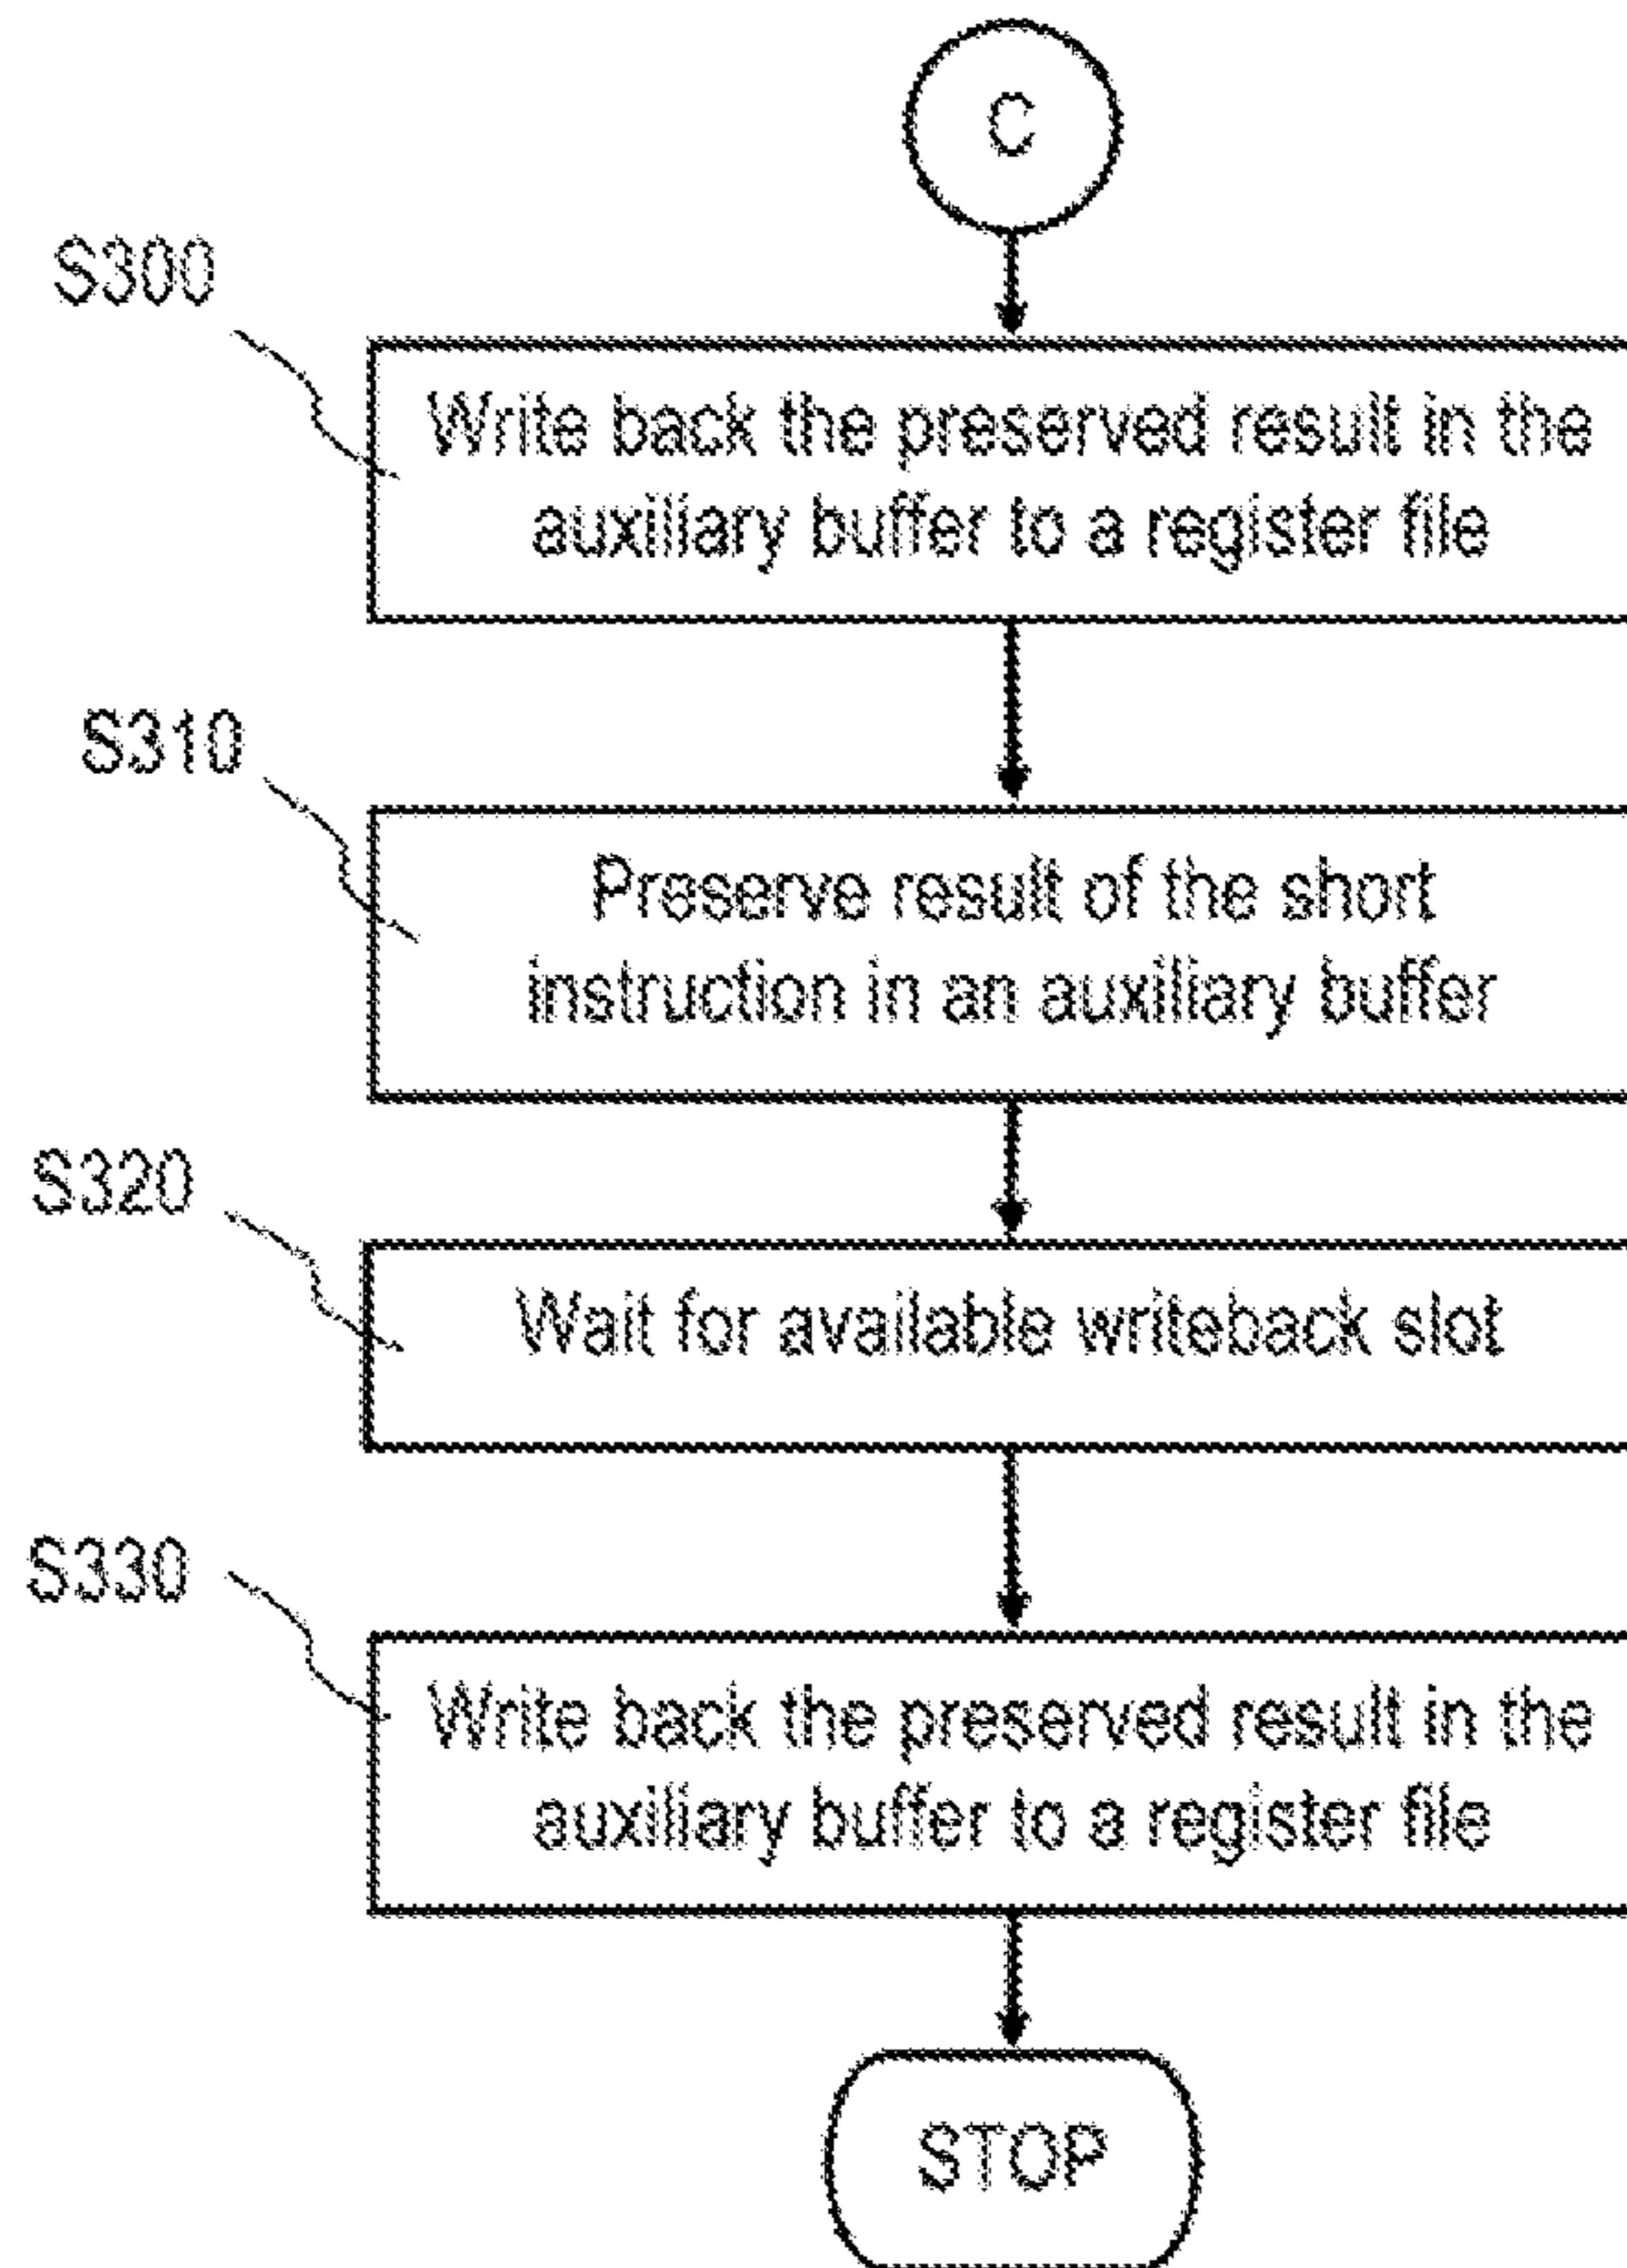 C
S300
Write back the preserved result in the
auxiliary buffer to a register file
S310
Preserve result of the short
instruction in an auxiliary buffer
S320
Wait for available writeback slot
S330
Write back the preserved result in the
auxiliary buffer to a register file
STOP